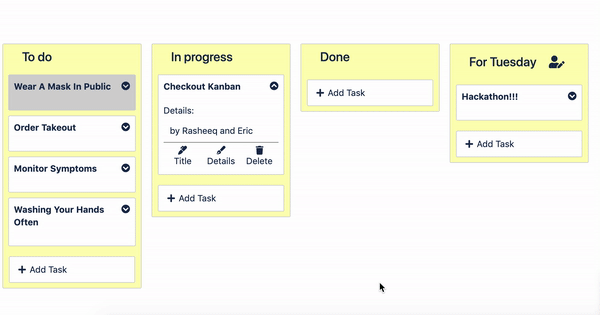 To do
Wear A Mask In Public
Order Takeout
Monitor Symptoms
Washing Your Hands
Often
+ Add Task
In progress
Checkout Kanban
Details:
by Rasheeq and Eric
Title Details Delete
+ Add Task
Done
+ Add Task
For Tuesday
Hackathon!!!
+ Add Task